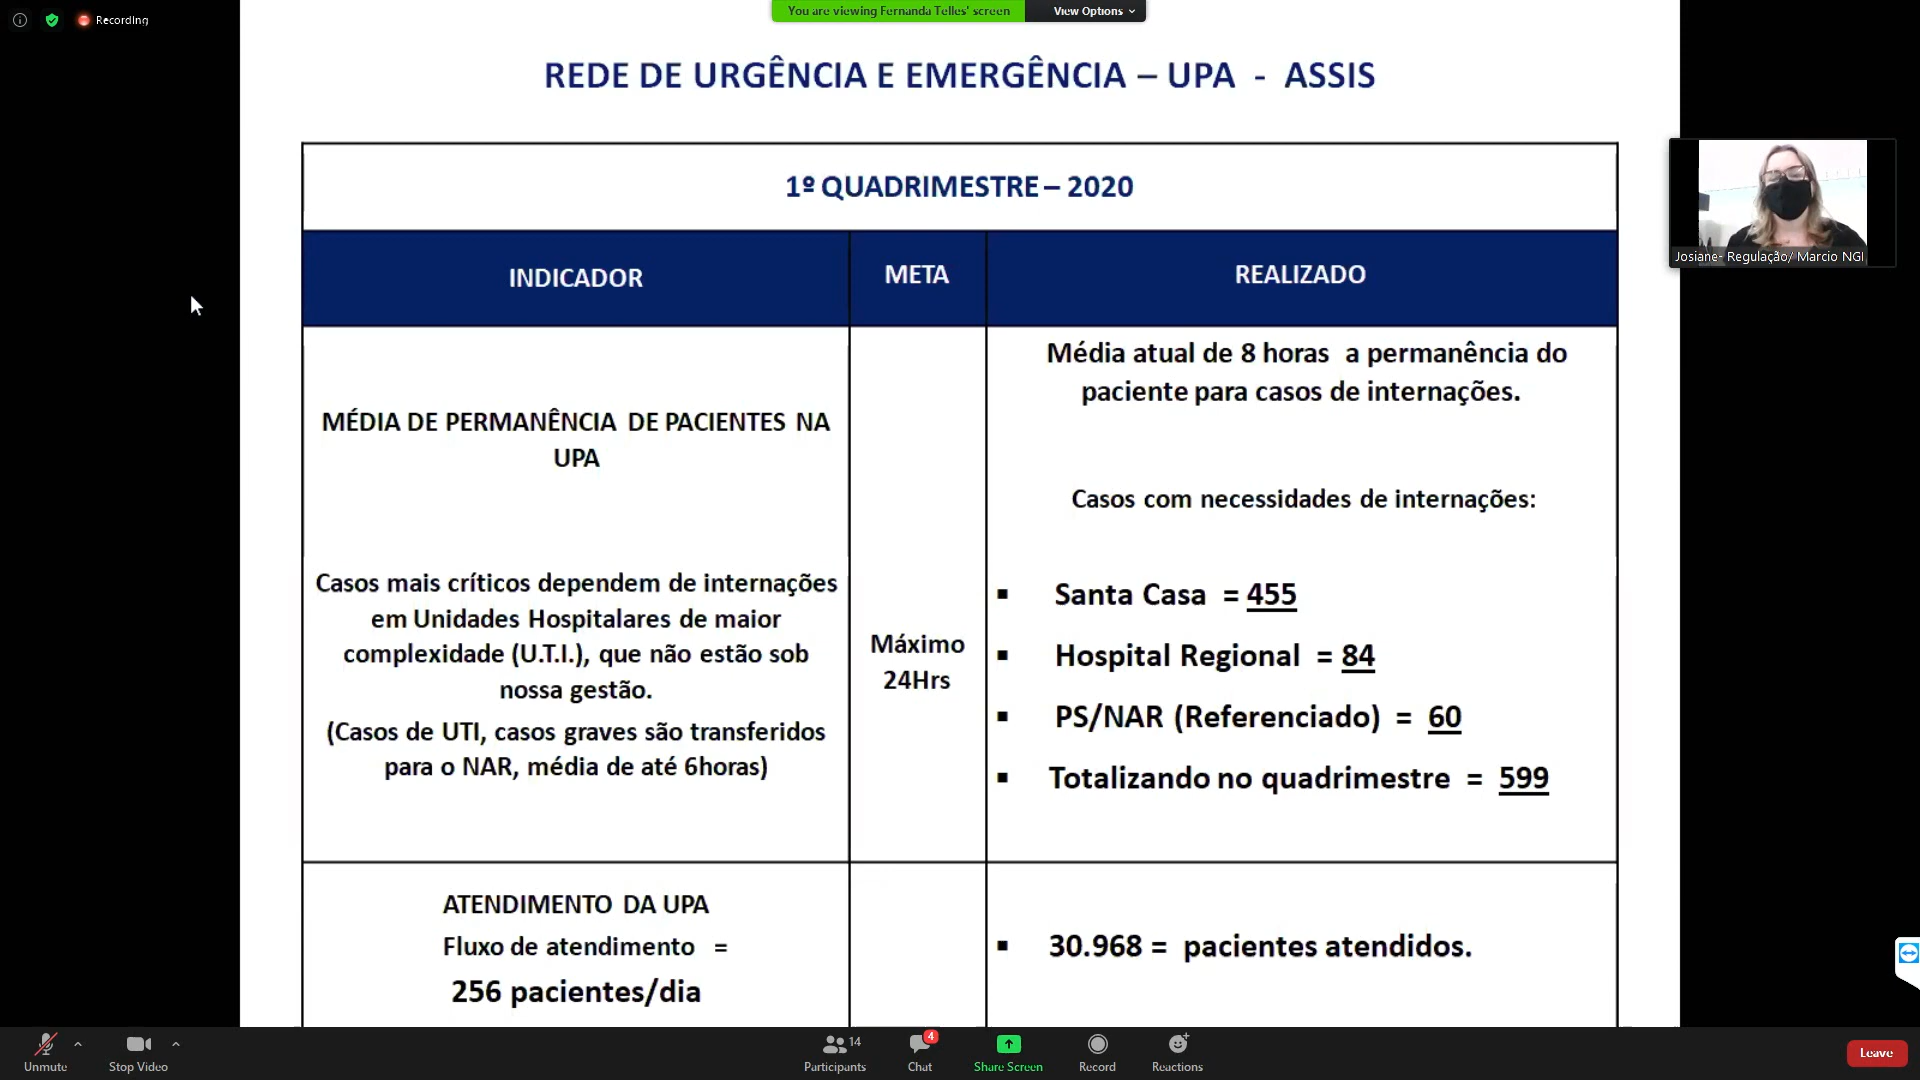 Recording
You are viewing Fernanda Telles' screen
View Options
REDE DE URGÊNCIA E EMERGÊNCIA – UPA - ASSIS
1º QUADRIMESTRE – 2020
INDICADOR
META
REALIZADO
MÉDIA DE PERMANÊNCIA DE PACIENTES NA
UPA
Casos mais críticos dependem de internações
em Unidades Hospitalares de maior
complexidade (U.T.I.), que não estão sob
nossa gestão.
(Casos de UTI, casos graves são transferidos
para o NAR, média de até 6horas)
Máximo
24Hrs
Média atual de 8 horas a permanência do
paciente para casos de internações.
Casos com necessidades de internações:
▪ Santa Casa = 455
▪ Hospital Regional = 84
▪ PS/NAR (Referenciado) = 60
▪ Totalizando no quadrimestre = 599
ATENDIMENTO DA UPA
Fluxo de atendimento =
256 pacientes/dia
▪ 30.968 = pacientes atendidos.
Josiane- Regulação/ Marcio NGI
Unmute
Stop Video
14
Participants
4
Chat
Share Screen
Record
Reactions
Leave